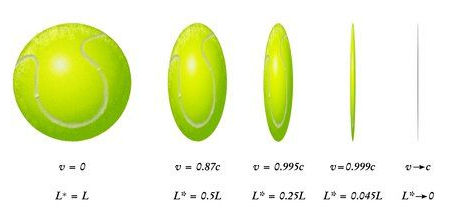 v = 0 v = 0.87c v = 0.995c v=0.999c v→c
L* = L L* = 0.5L L* = 0.25L L* = 0.045L L*→0